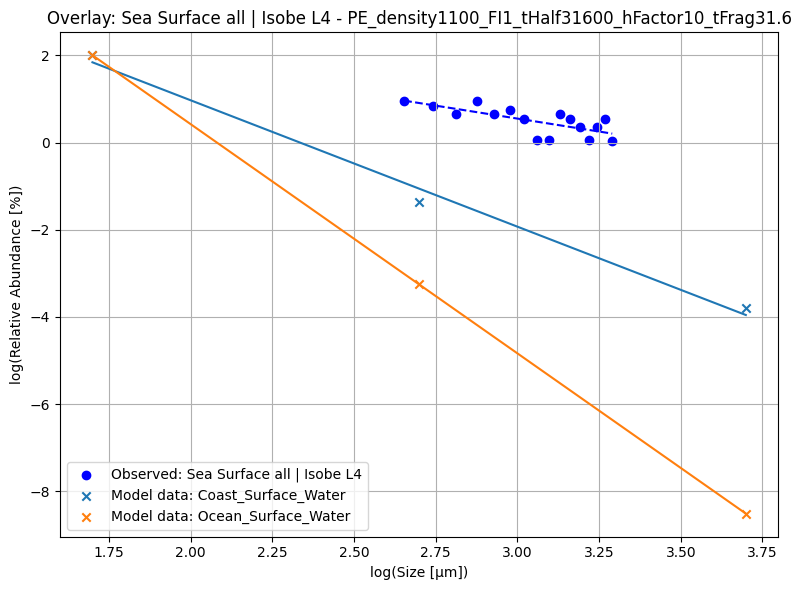 Overlay: Sea Surface all | Isobe L4 - PE_density1100_FI1_tHalf31600_hFactor10_tFrag31.6
log(Relative Abundance [%])
2
0
−2
−4
−6
−8
Observed: Sea Surface all | Isobe L4
Model data: Coast_Surface_Water
Model data: Ocean_Surface_Water
1.75 2.00 2.25 2.50 2.75 3.00 3.25 3.50 3.75
log(Size [μm])